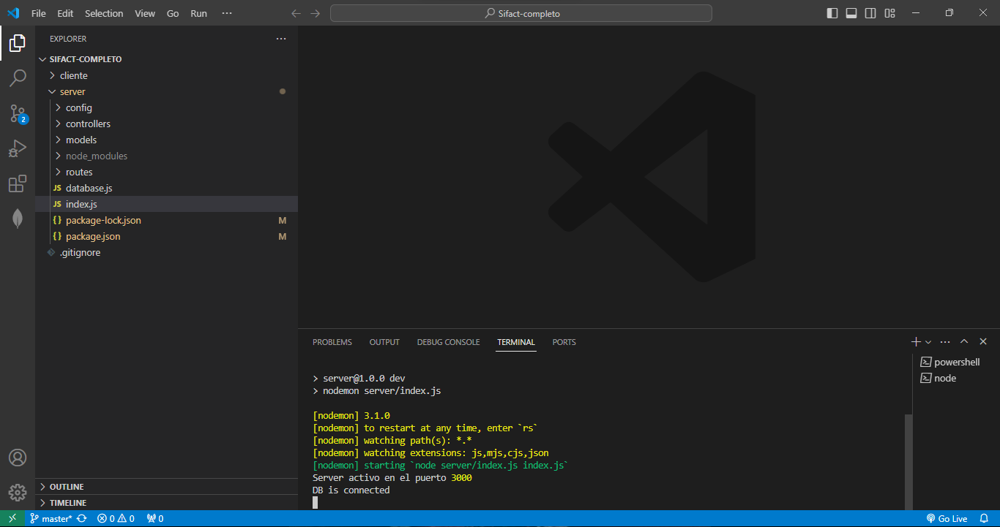 File Edit Selection View Go Run ···
Sifact-completo
EXPLORER ···
SIFACT-COMPLETO
cliente
server
config
controllers
models
node_modules
routes
JS database.js
JS index.js
{} package-lock.json M
{} package.json M
.gitignore
2
OUTLINE
TIMELINE
PROBLEMS OUTPUT DEBUG CONSOLE TERMINAL PORTS
powershell
node
> server@1.0.0 dev
> nodemon server/index.js
[nodemon] 3.1.0
[nodemon] to restart at any time, enter `rs`
[nodemon] watching path(s): *.*
[nodemon] watching extensions: js,mjs,cjs,json
[nodemon] starting `node server/index.js index.js`
Server activo en el puerto 3000
DB is connected
master* 0 0 0 Go Live